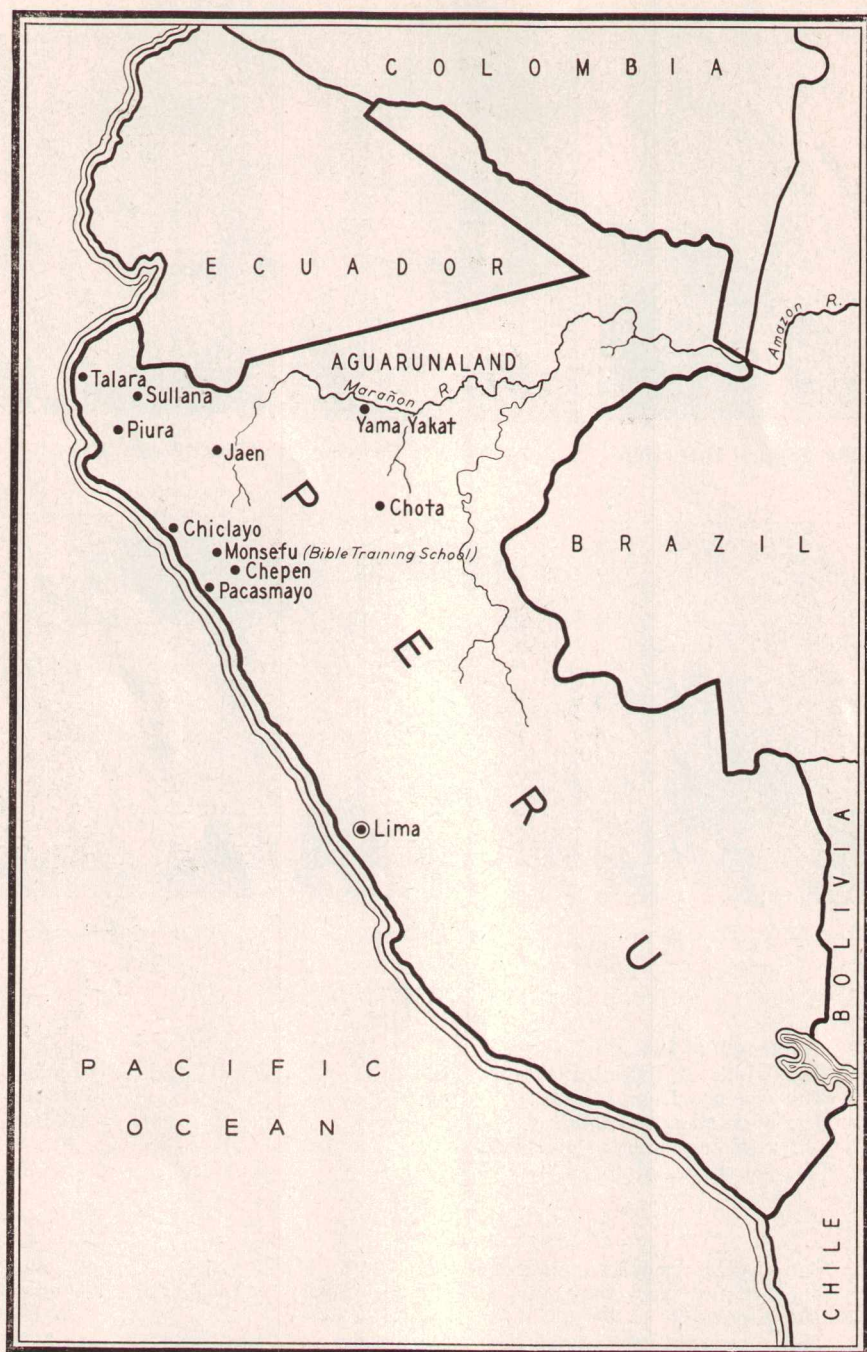 COLOMBIA
ECUADOR
Amazon R.
AGUARUNALAND
Marañon R.
Talara
Sullana
Piura
Yama Yakat
Jaen
Chota
Chiclayo
Monsefu (Bible Training School)
Chepen
Pacasmayo
BRAZIL
PERU
Lima
BOLIVIA
PACIFIC
OCEAN
CHILE